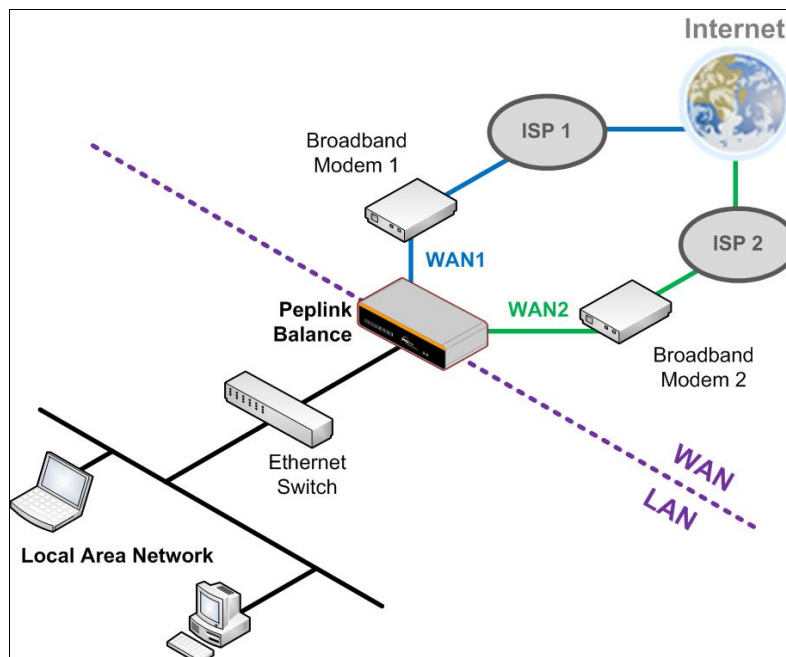 Internet
ISP 1
Broadband
Modem 1
ISP 2
WAN1
WAN2
Peplink
Balance
Broadband
Modem 2
Ethernet
Switch
WAN
LAN
Local Area Network